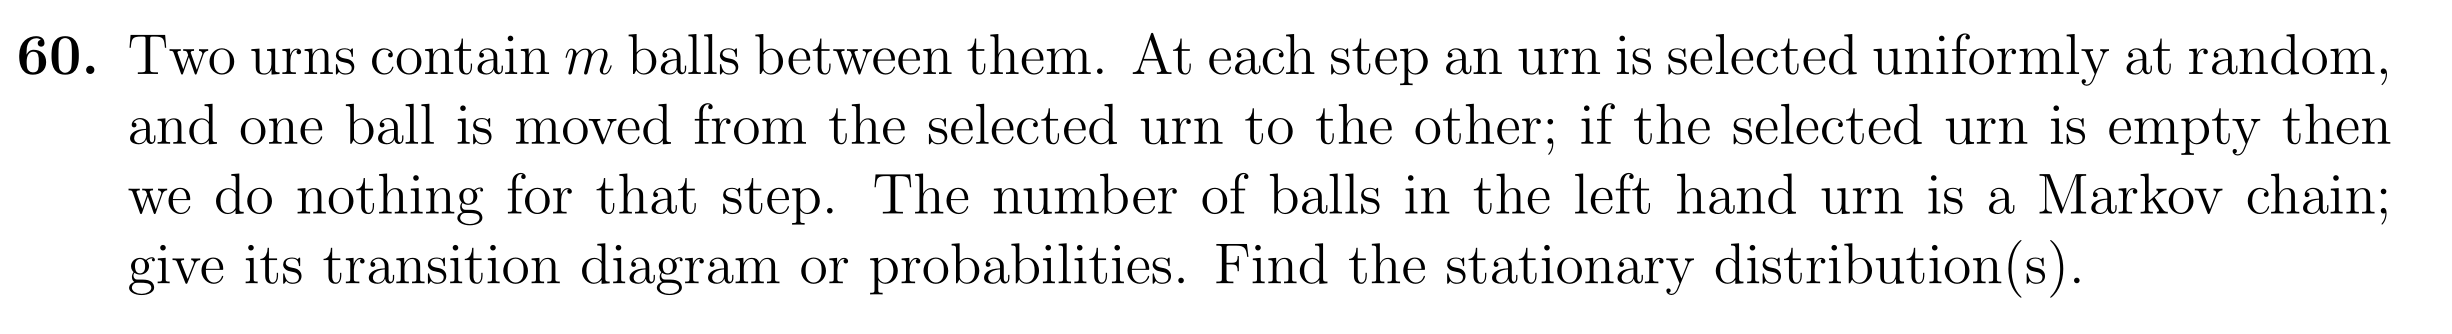 60. Two urns contain m balls between them. At each step an urn is selected uniformly at random,
and one ball is moved from the selected urn to the other; if the selected urn is empty then
we do nothing for that step. The number of balls in the left hand urn is a Markov chain;
give its transition diagram or probabilities. Find the stationary distribution(s).